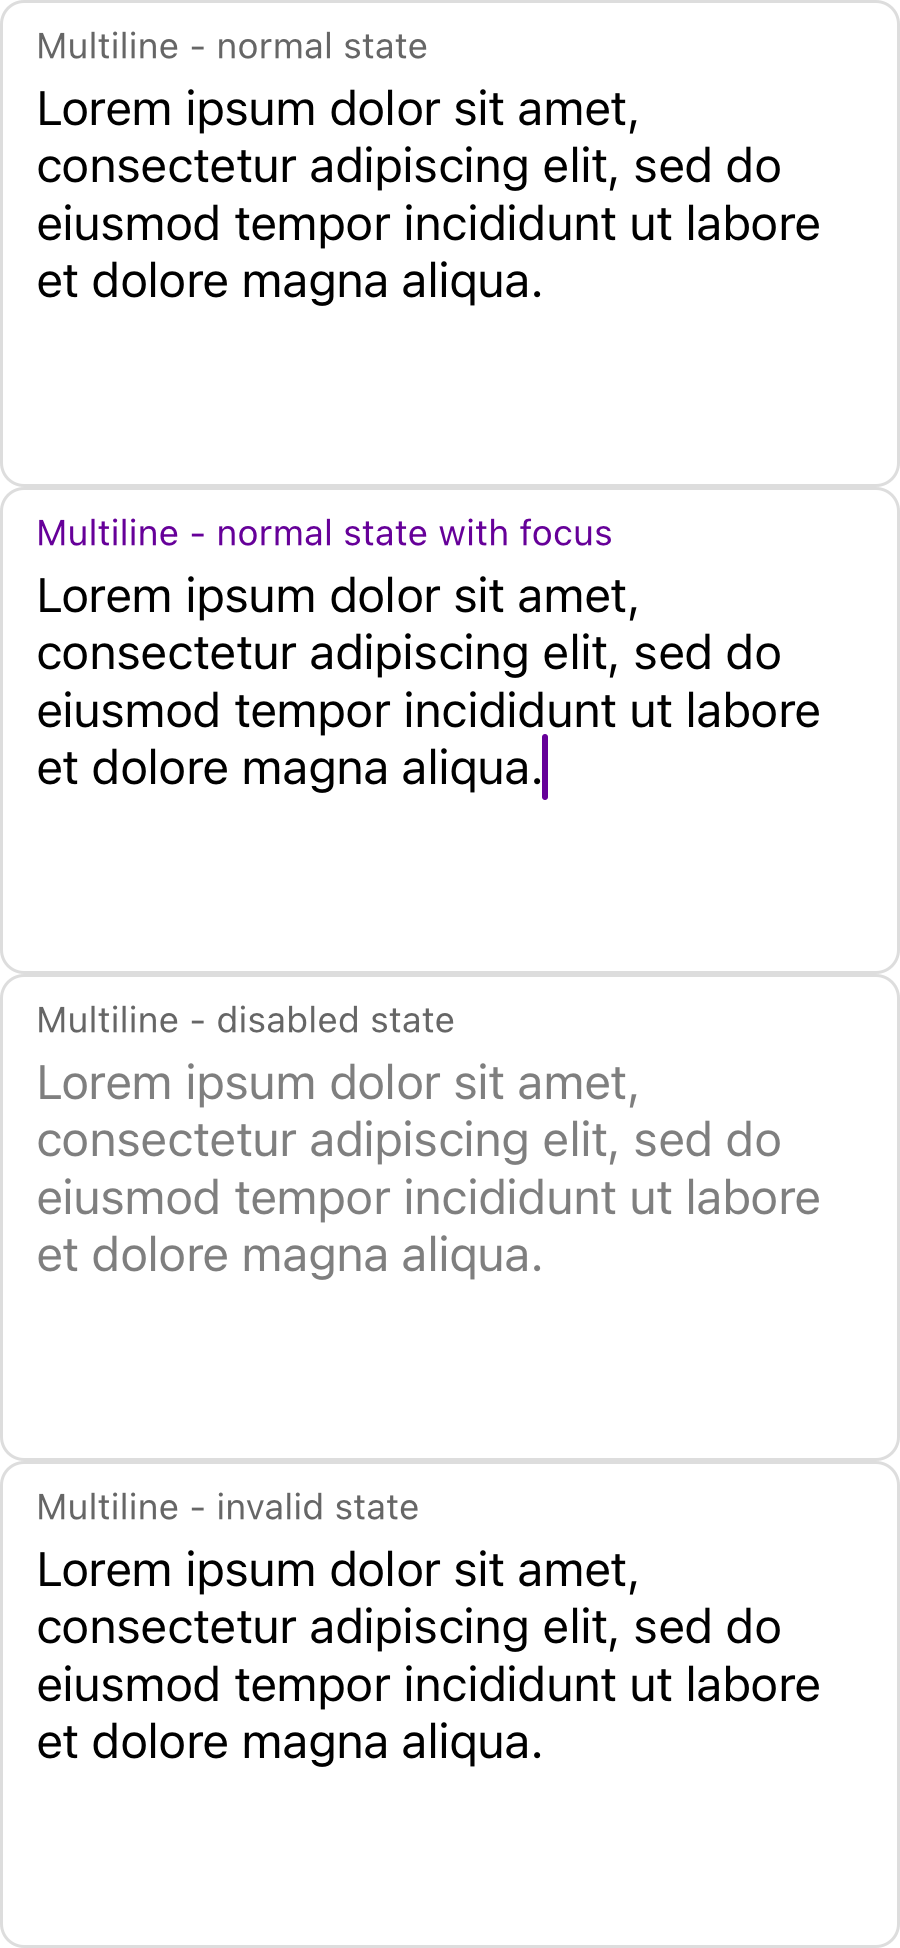 Multiline - normal state
Lorem ipsum dolor sit amet,
consectetur adipiscing elit, sed do
eiusmod tempor incididunt ut labore
et dolore magna aliqua.
Multiline - normal state with focus
Lorem ipsum dolor sit amet,
consectetur adipiscing elit, sed do
eiusmod tempor incididunt ut labore
et dolore magna aliqua.
Multiline - disabled state
Lorem ipsum dolor sit amet,
consectetur adipiscing elit, sed do
eiusmod tempor incididunt ut labore
et dolore magna aliqua.
Multiline - invalid state
Lorem ipsum dolor sit amet,
consectetur adipiscing elit, sed do
eiusmod tempor incididunt ut labore
et dolore magna aliqua.